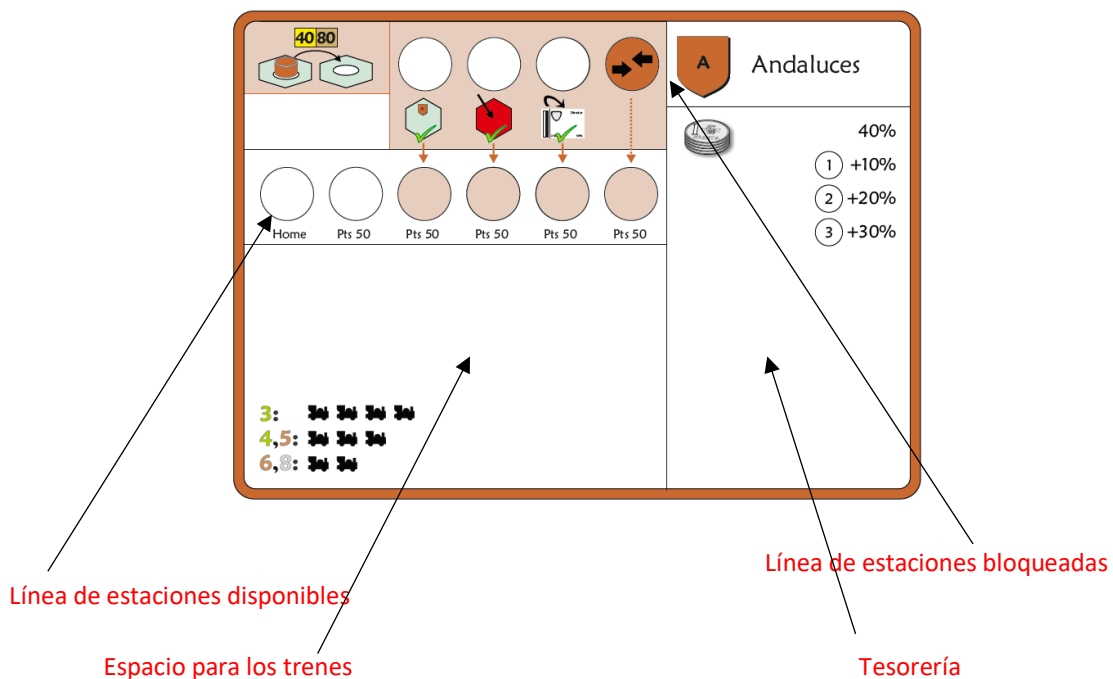 40 80
A Andaluces
40%
1 +10%
2 +20%
3 +30%
Home Pts 50 Pts 50 Pts 50 Pts 50 Pts 50
3:
4,5:
6,8:
Línea de estaciones bloqueadas
Línea de estaciones disponibles
Espacio para los trenes
Tesorería